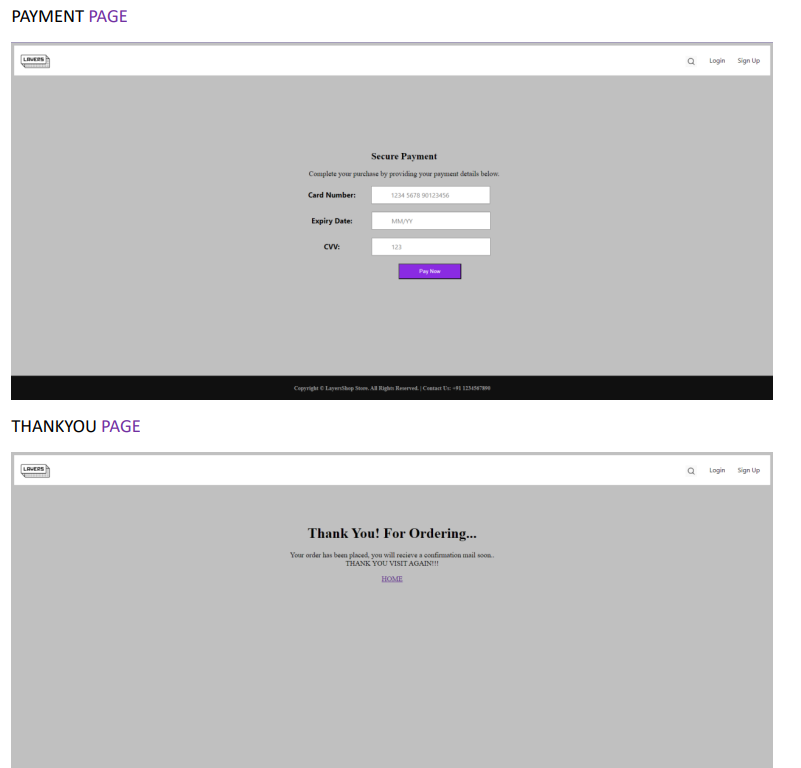 PAYMENT PAGE
LAYERS
Login Sign Up
Secure Payment
Complete your purchase by providing your payment details below.
Card Number: 1234 5678 90123456
Expiry Date: MM/YY
CVV: 123
Pay Now
Copyright © LayersShop Store. All Rights Reserved. | Contact Us: +91 1234567890
THANKYOU PAGE
LAYERS
Login Sign Up
Thank You! For Ordering...
Your order has been placed, you will recieve a confirmation mail soon..
THANK YOU VISIT AGAIN!!!
HOME